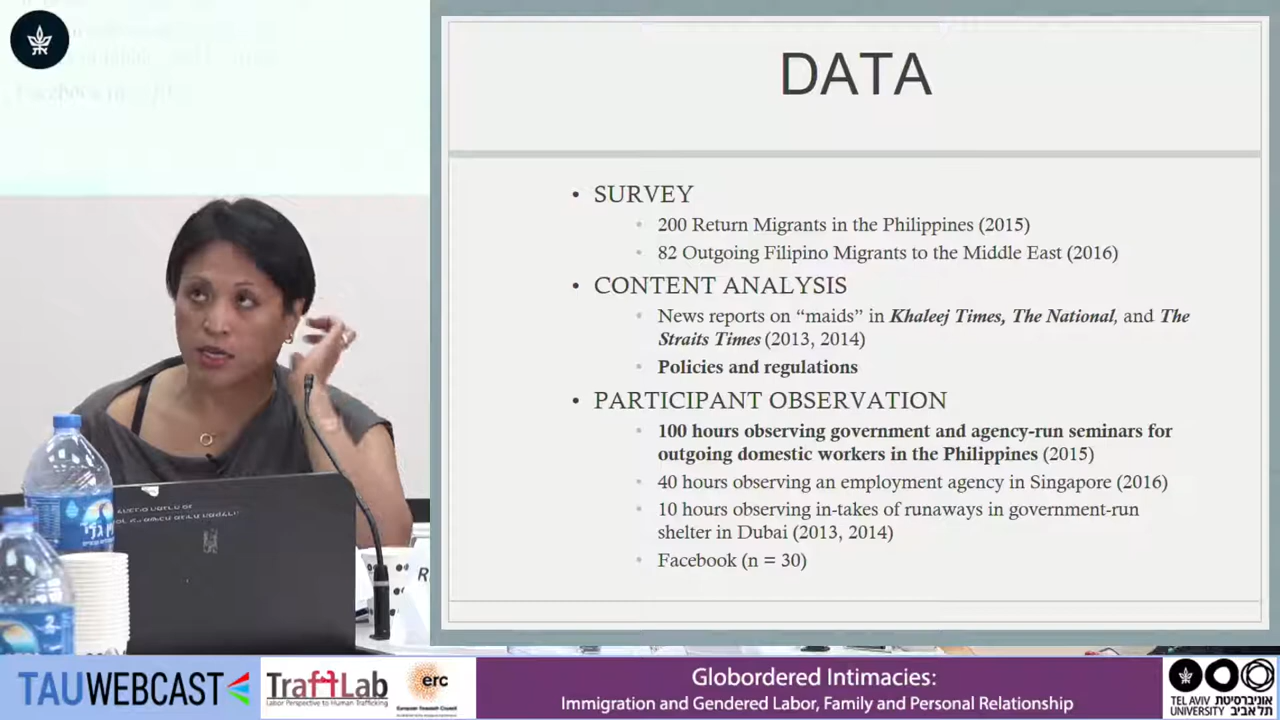 DATA
• SURVEY
• 200 Return Migrants in the Philippines (2015)
• 82 Outgoing Filipino Migrants to the Middle East (2016)
• CONTENT ANALYSIS
• News reports on “maids” in Khaleej Times, The National, and The
Straits Times (2013, 2014)
• Policies and regulations
• PARTICIPANT OBSERVATION
• 100 hours observing government and agency-run seminars for
outgoing domestic workers in the Philippines (2015)
• 40 hours observing an employment agency in Singapore (2016)
• 10 hours observing in-takes of runaways in government-run
shelter in Dubai (2013, 2014)
• Facebook (n = 30)
R
TAUWEBCAST
TraffLab
Labor Perspective to Human Trafficking
erc
European Research Council
Globordered Intimacies:
Immigration and Gendered Labor, Family and Personal Relationship
TEL AVIV אוניברסיטת
UNIVERSITY תל אביב